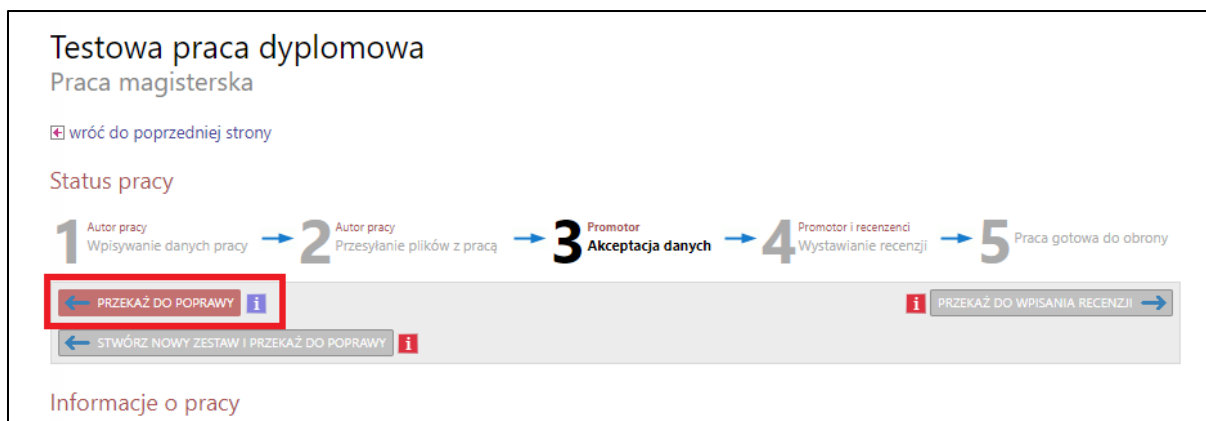 Testowa praca dyplomowa
Praca magisterska
wróć do poprzedniej strony
Status pracy
1 Autor pracy Wpisywanie danych pracy
2 Autor pracy Przesyłanie plików z pracą
3 Promotor Akceptacja danych
4 Promotor i recenzenci Wystawianie recenzji
5 Praca gotowa do obrony
PRZEKAŻ DO POPRAWY i
i PRZEKAŻ DO WPISANIA RECENZJI
STWÓRZ NOWY ZESTAW I PRZEKAŻ DO POPRAWY i
Informacje o pracy